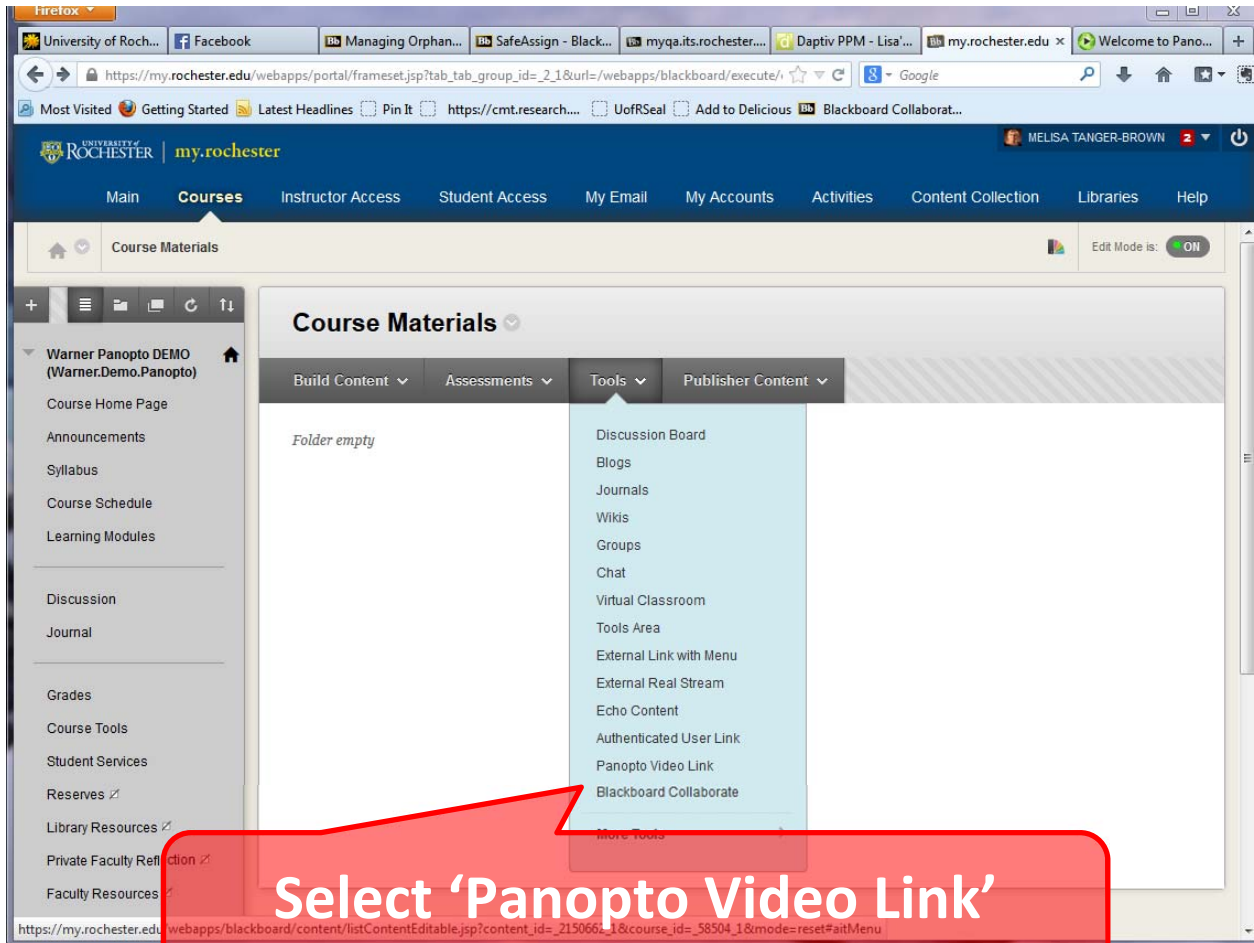 Firefox
University of Roch...
Facebook
Managing Orphan...
SafeAssign - Black...
myqa.its.rochester....
Daptiv PPM - Lisa'...
my.rochester.edu
Welcome to Pano...
https://my.rochester.edu/webapps/portal/frameset.jsp?tab_tab_group_id=_2_1&url=/webapps/blackboard/execute/
Google
Most Visited
Getting Started
Latest Headlines
Pin It
https://cmt.research....
UofRSeal
Add to Delicious
Blackboard Collaborat...
UNIVERSITY of ROCHESTER | my.rochester
MELISA TANGER-BROWN 2
Main
Courses
Instructor Access
Student Access
My Email
My Accounts
Activities
Content Collection
Libraries
Help
Course Materials
Edit Mode is: ON
Warner Panopto DEMO
(Warner.Demo.Panopto)
Course Home Page
Announcements
Syllabus
Course Schedule
Learning Modules
Discussion
Journal
Grades
Course Tools
Student Services
Reserves
Library Resources
Private Faculty Reflection
Faculty Resources
Course Materials
Build Content
Assessments
Tools
Publisher Content
Folder empty
Discussion Board
Blogs
Journals
Wikis
Groups
Chat
Virtual Classroom
Tools Area
External Link with Menu
External Real Stream
Echo Content
Authenticated User Link
Panopto Video Link
Blackboard Collaborate
More Tools
Select ‘Panopto Video Link’
https://my.rochester.edu/webapps/blackboard/content/listContentEditable.jsp?content_id=_2150662_1&course_id=_58504_1&mode=reset#aitMenu